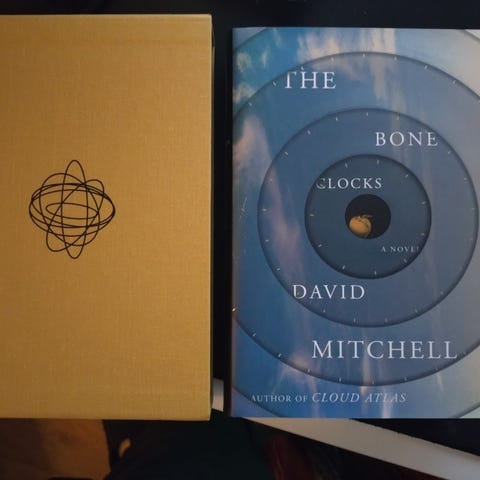 THE
BONE
CLOCKS
A NOVEL
DAVID
MITCHELL
AUTHOR OF CLOUD ATLAS